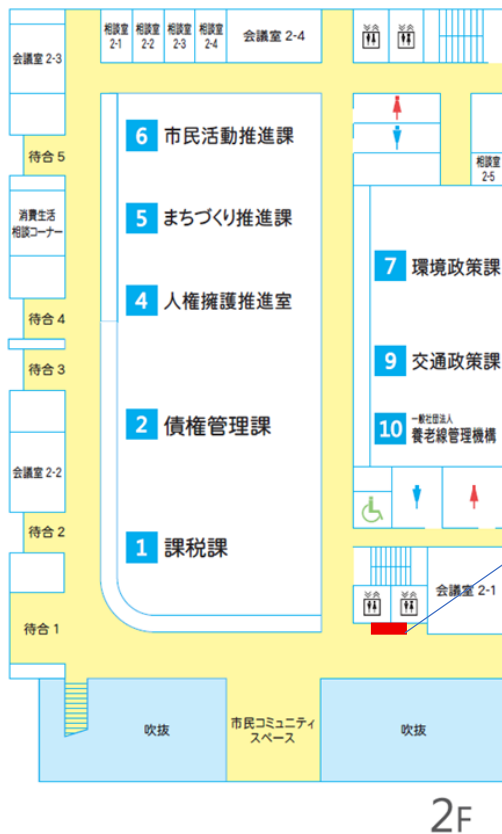 相談室
2-1
相談室
2-2
相談室
2-3
相談室
2-4
会議室 2-4
会議室 2-3
6 市民活動推進課
待合 5
相談室
2-5
消費生活
相談コーナー
5 まちづくり推進課
7 環境政策課
4 人権擁護推進室
待合 4
待合 3
9 交通政策課
2 債権管理課
10 一般社団法人
養老線管理機構
会議室 2-2
待合 2
1 課税課
会議室 2-1
待合 1
吹抜
市民コミュニティ
スペース
吹抜
2F